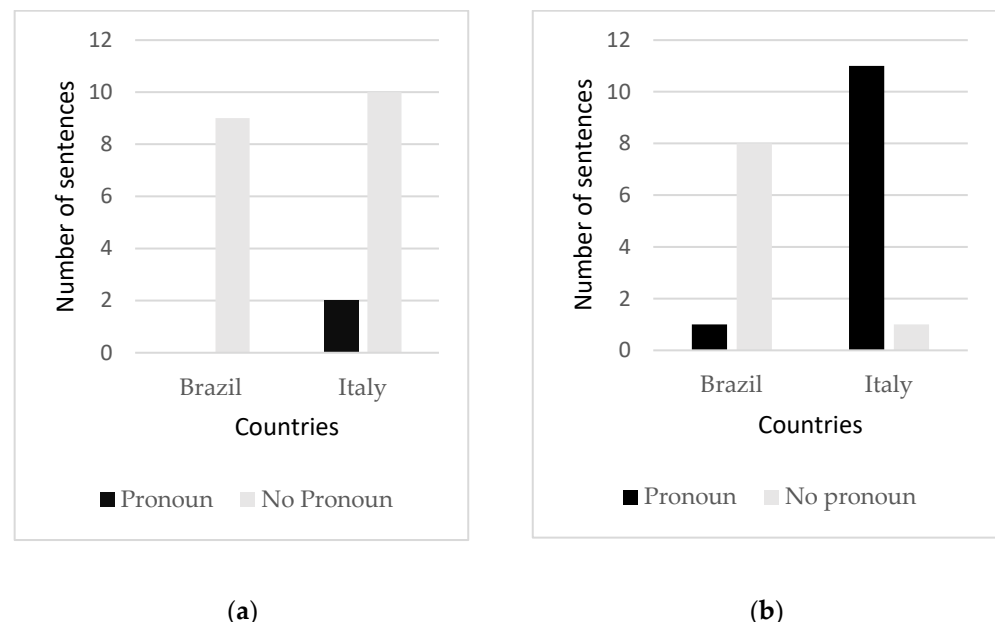 12
10
8
6
4
2
0
Number of sentences
Brazil Italy
Countries
Pronoun No Pronoun
(a)
12
10
8
6
4
2
0
Number of sentences
Brazil Italy
Countries
Pronoun No pronoun
(b)